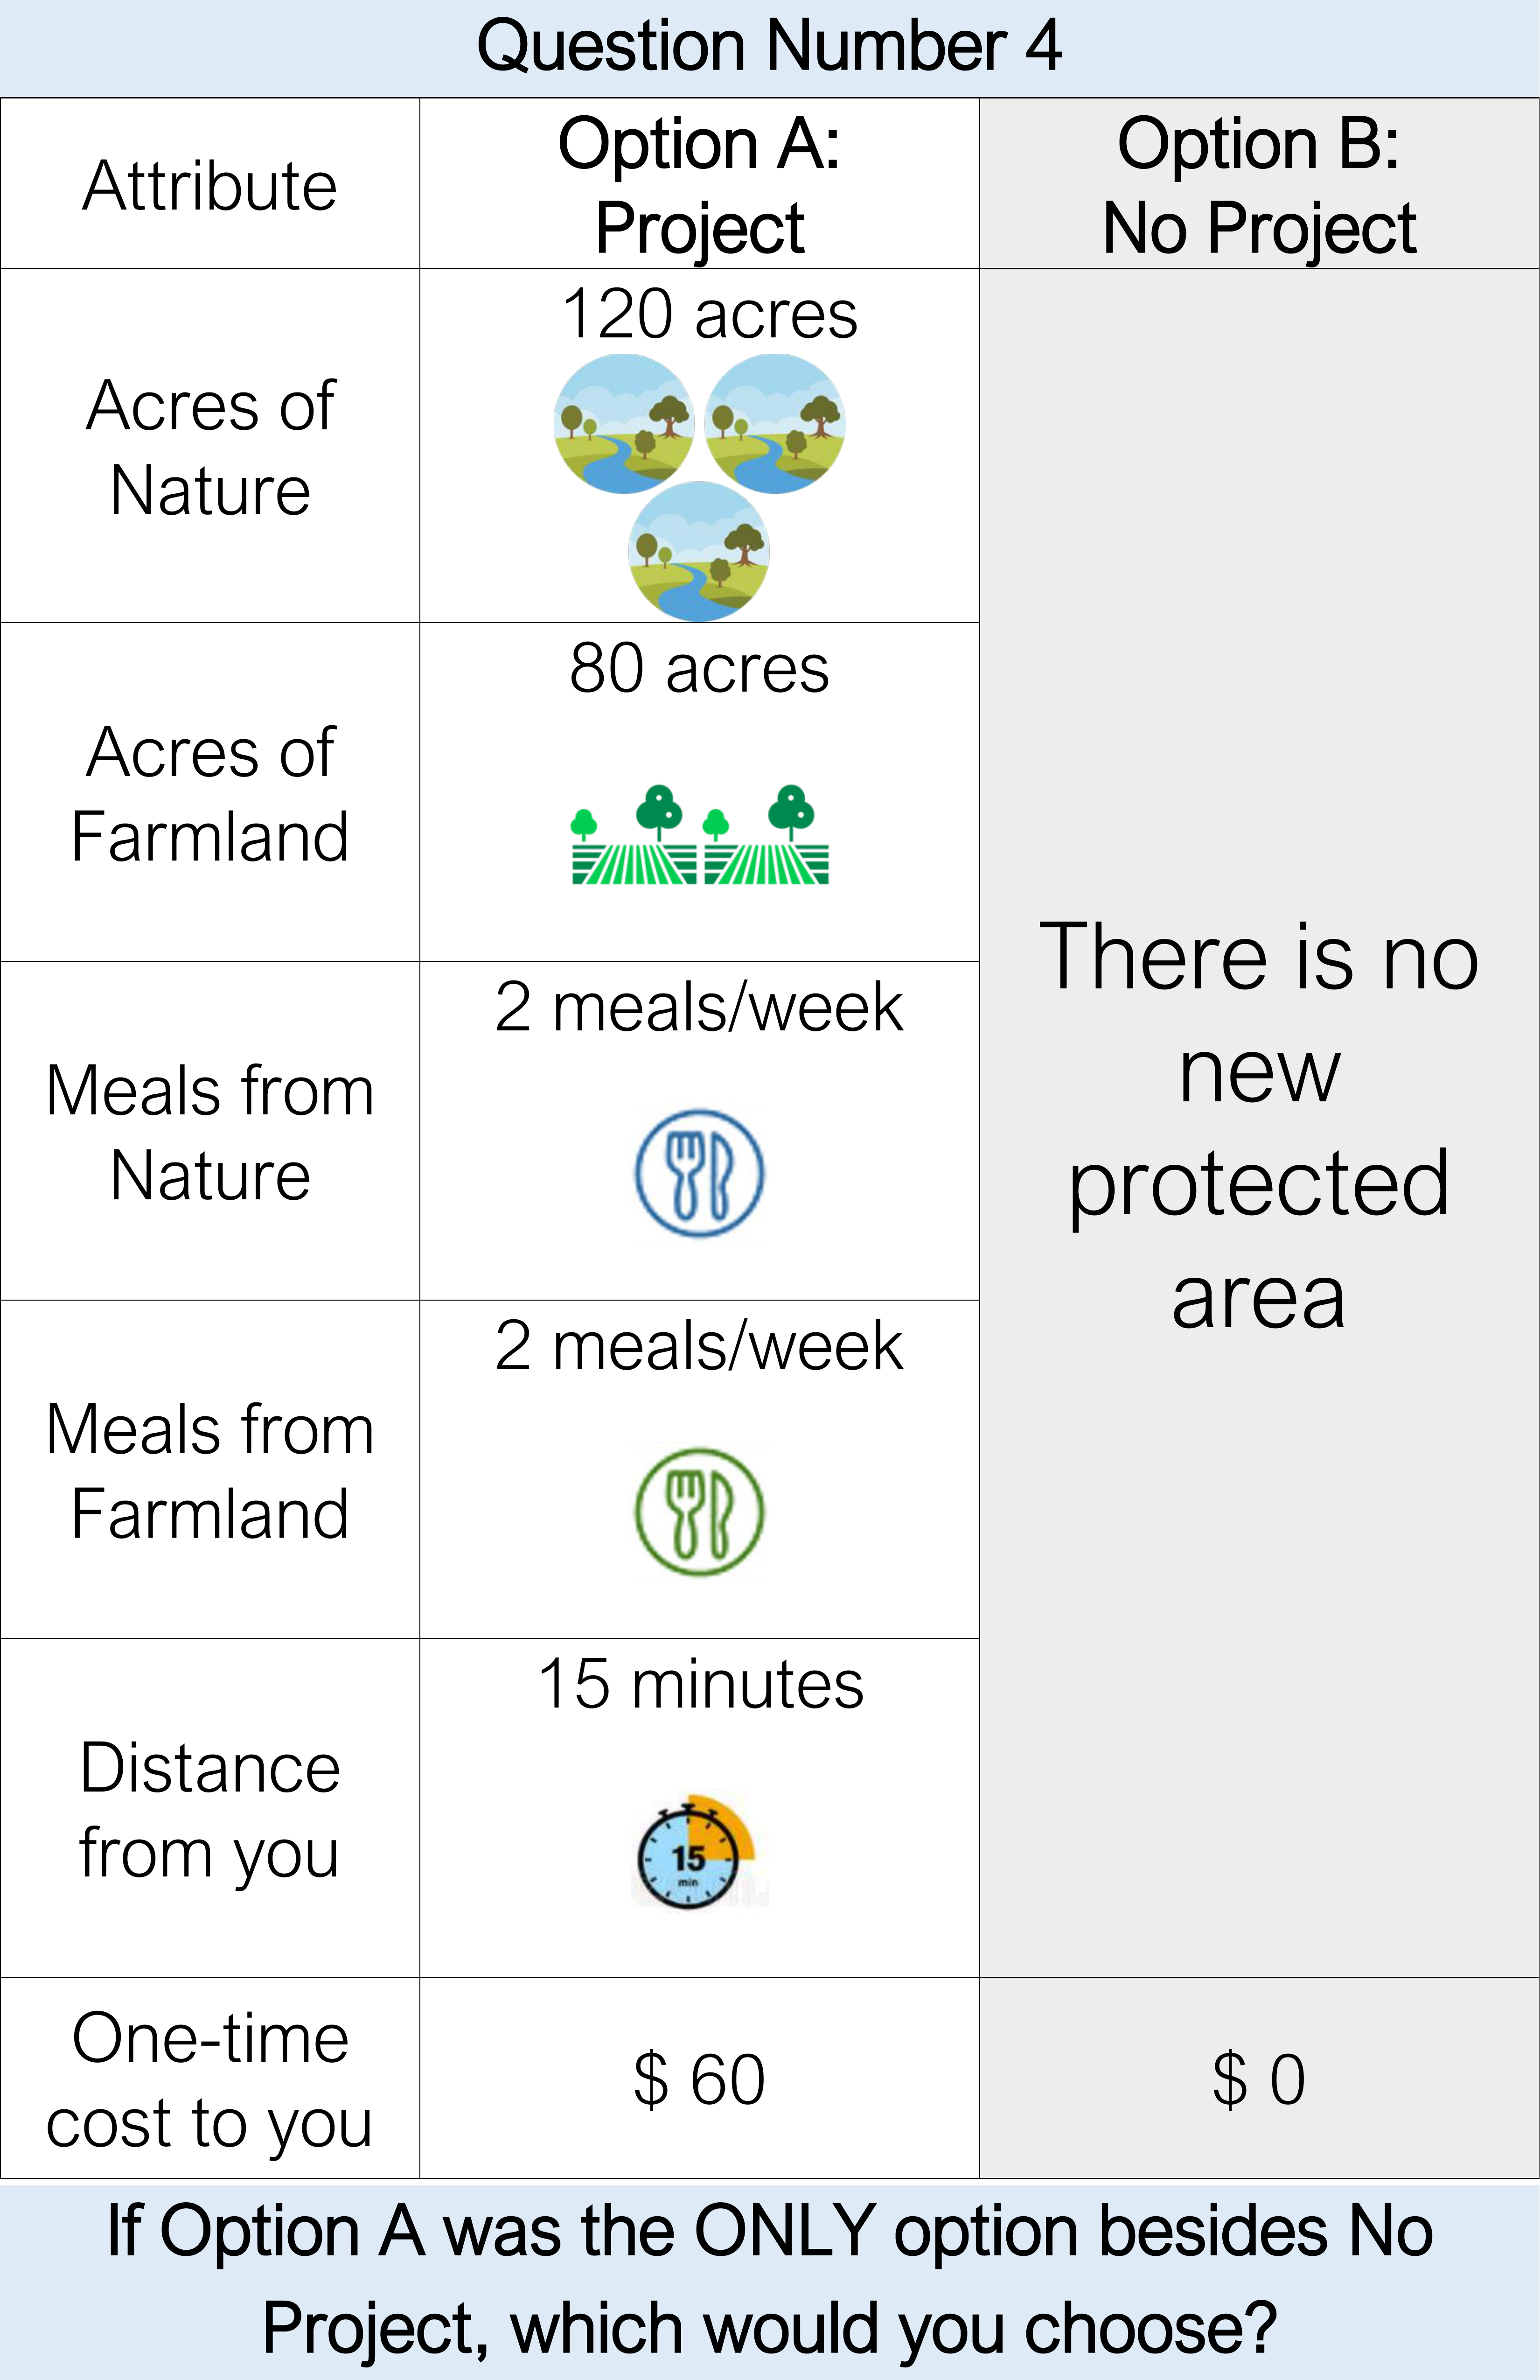 Question Number 4
Attribute
Option A:
Project
Option B:
No Project
Acres of
Nature
120 acres
Acres of
Farmland
80 acres
Meals from
Nature
2 meals/week
Meals from
Farmland
2 meals/week
Distance
from you
15 minutes
15
min
There is no
new
protected
area
One-time
cost to you
$ 60
$ 0
If Option A was the ONLY option besides No
Project, which would you choose?